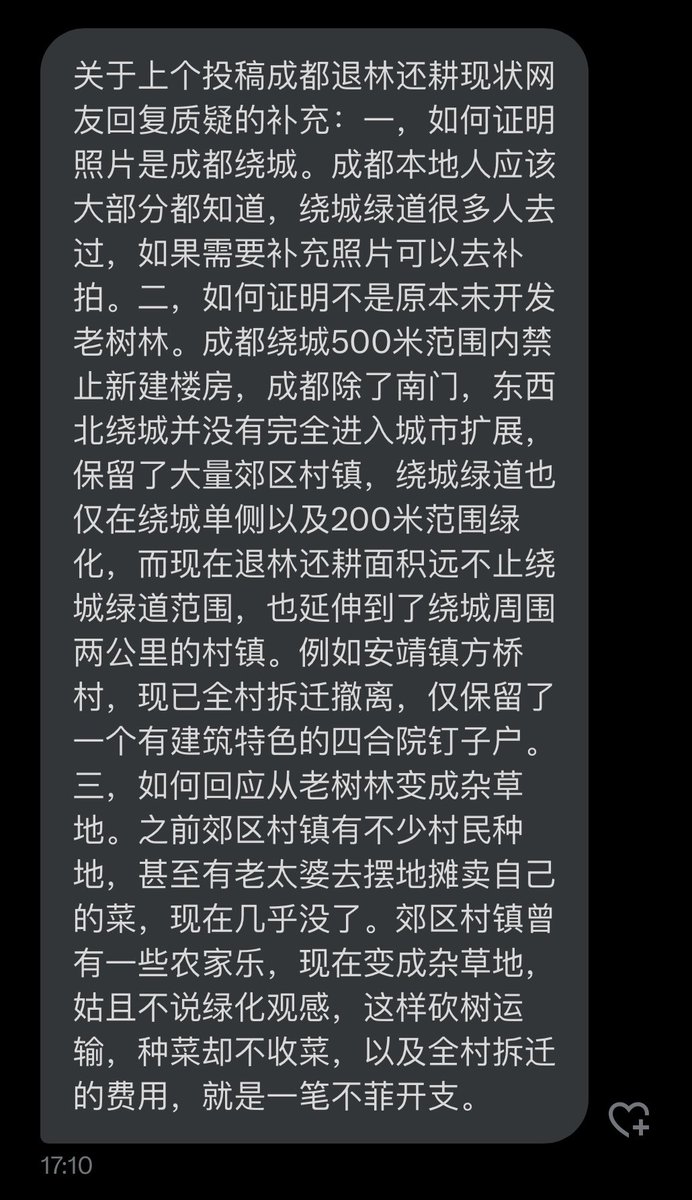 关于上个投稿成都退林还耕现状网
友回复质疑的补充：一，如何证明
照片是成都绕城。成都本地人应该
大部分都知道，绕城绿道很多人去
过，如果需要补充照片可以去补
拍。二，如何证明不是原本未开发
老树林。成都绕城500米范围内禁
止新建楼房，成都除了南门，东西
北绕城并没有完全进入城市扩展，
保留了大量郊区村镇，绕城绿道也
仅在绕城单侧以及200米范围绿
化，而现在退林还耕面积远不止绕
城绿道范围，也延伸到了绕城周围
两公里的村镇。例如安靖镇方桥
村，现已全村拆迁撤离，仅保留了
一个有建筑特色的四合院钉子户。
三，如何回应从老树林变成杂草
地。之前郊区村镇有不少村民种
地，甚至有老太婆去摆地摊卖自己
的菜，现在几乎没了。郊区村镇曾
有一些农家乐，现在变成杂草地，
姑且不说绿化观感，这样砍树运
输，种菜却不收菜，以及全村拆迁
的费用，就是一笔不菲开支。
17:10